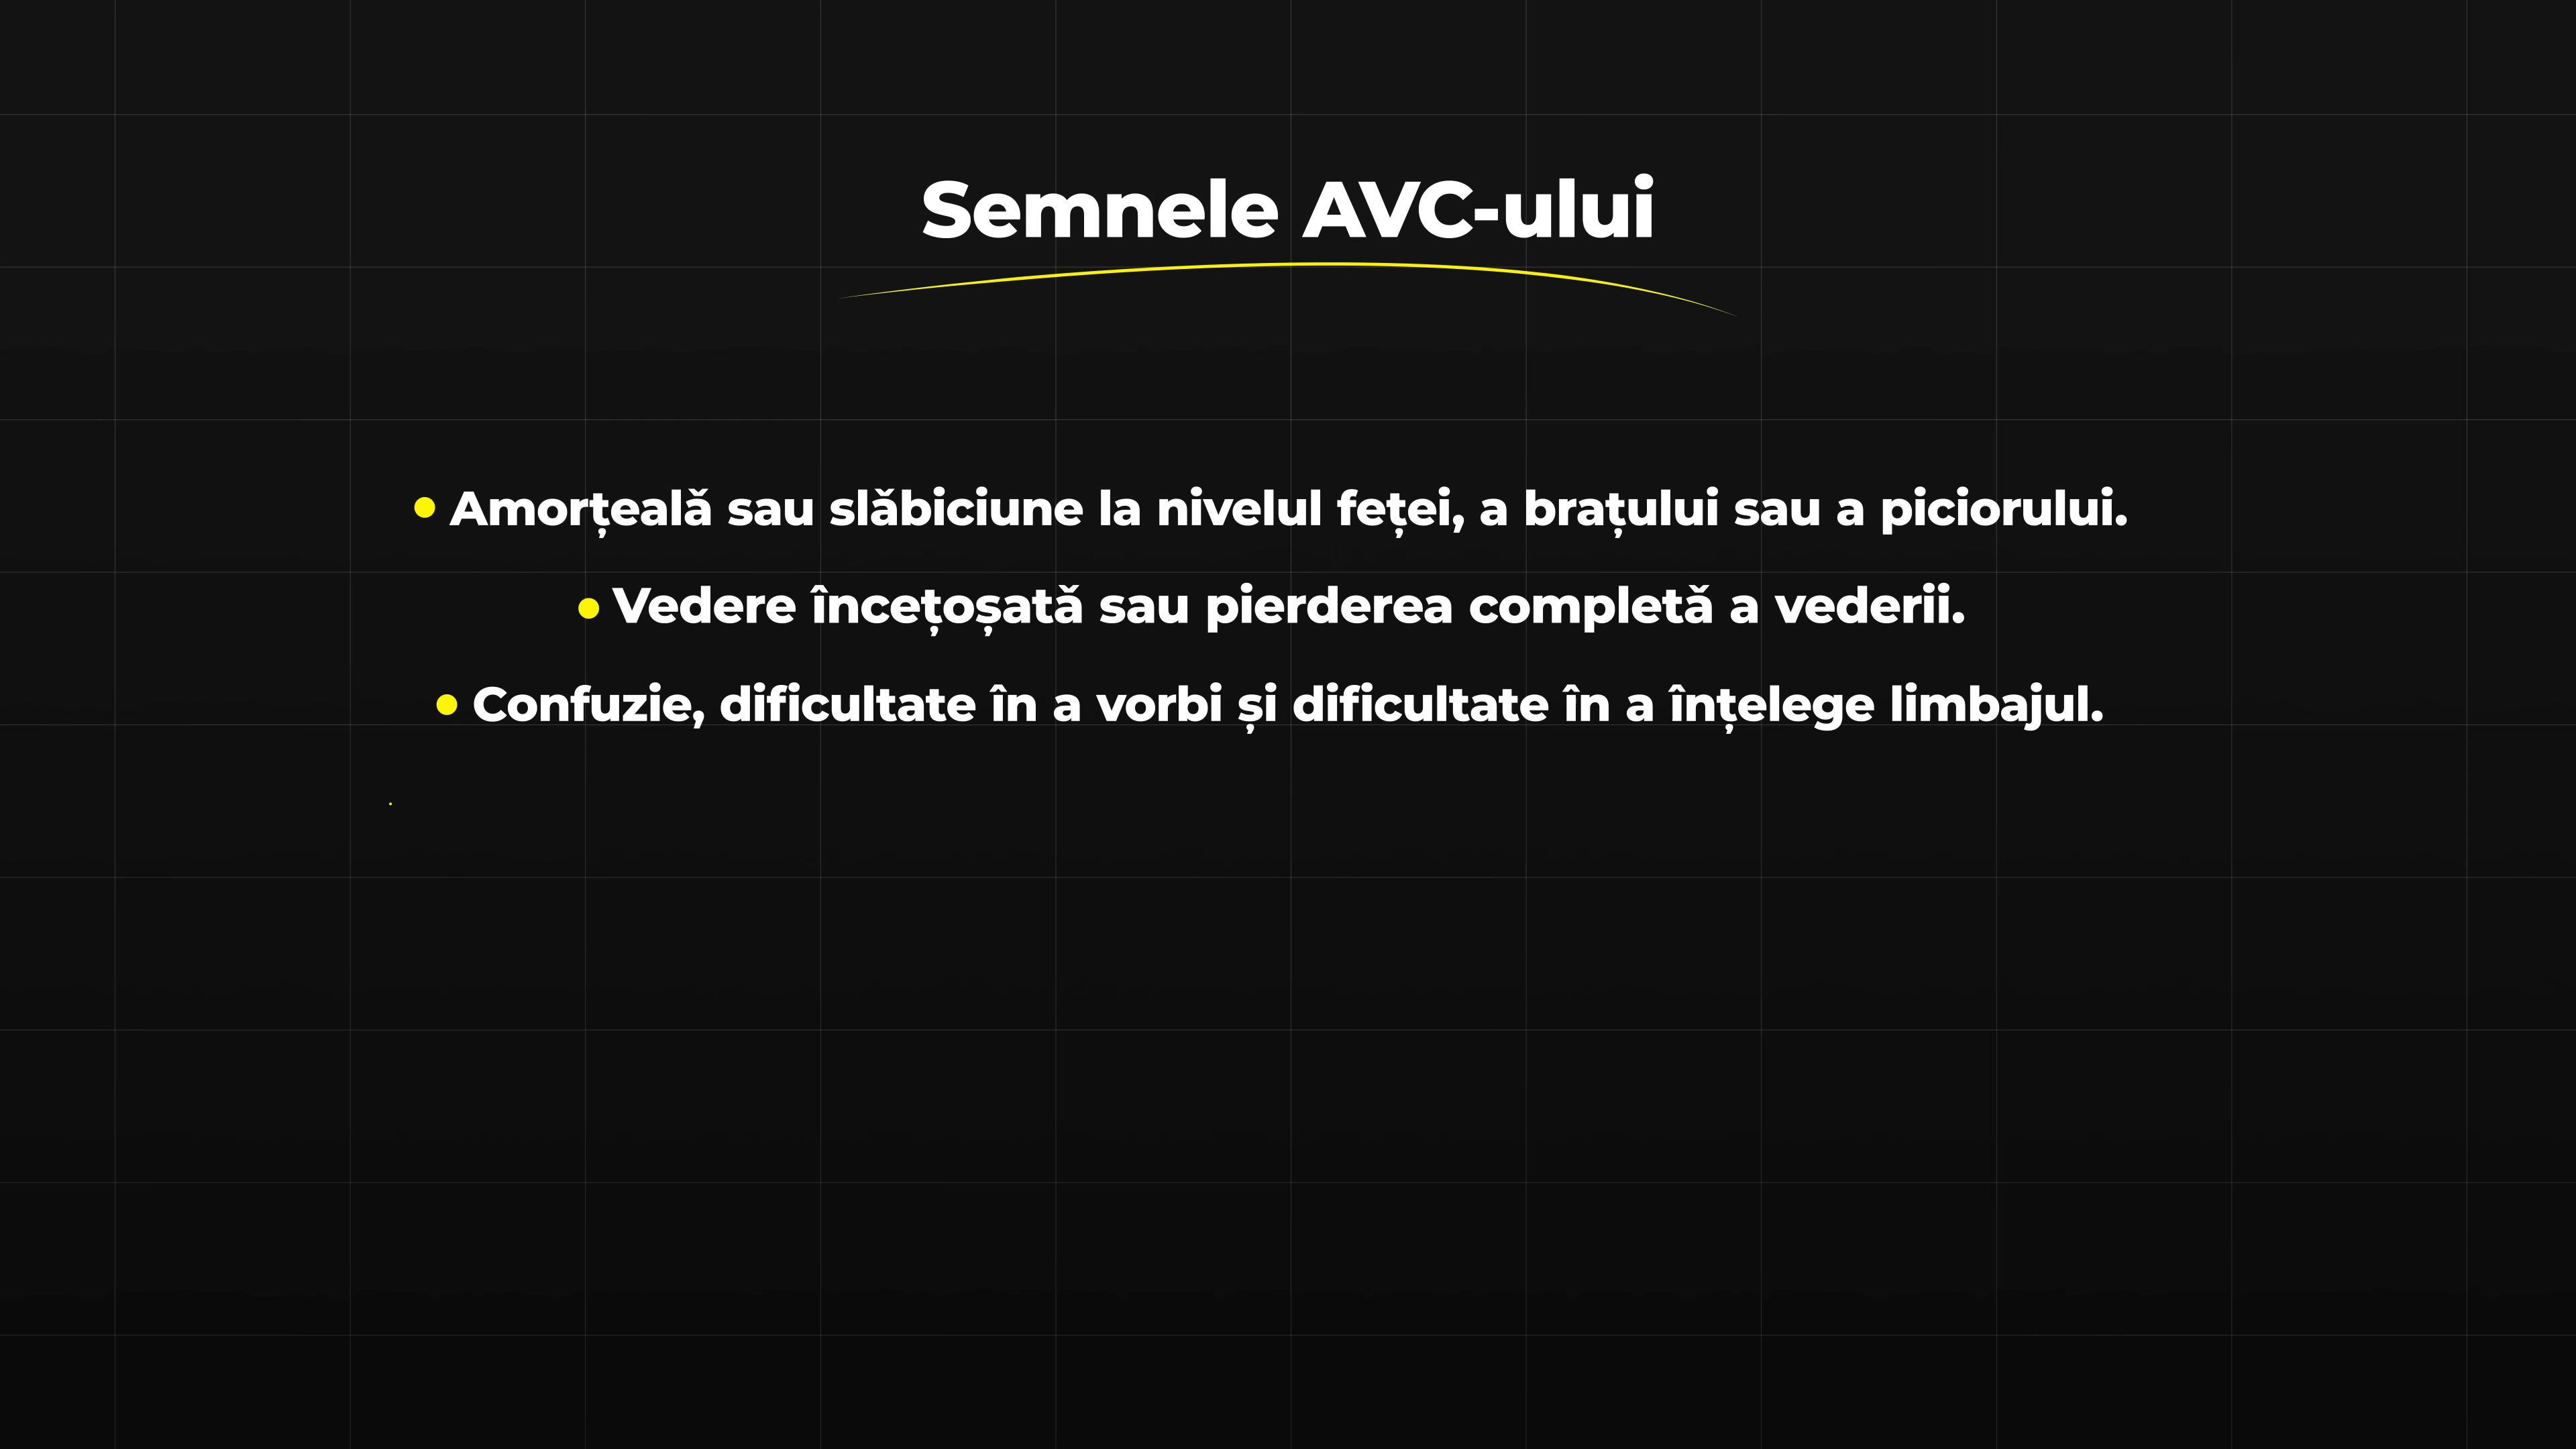 Semnele AVC-ului
Amorțeală sau slăbiciune la nivelul feței, a brațului sau a piciorului.
Vedere încețoșată sau pierderea completă a vederii.
Confuzie, dificultate în a vorbi și dificultate în a înțelege limbajul.